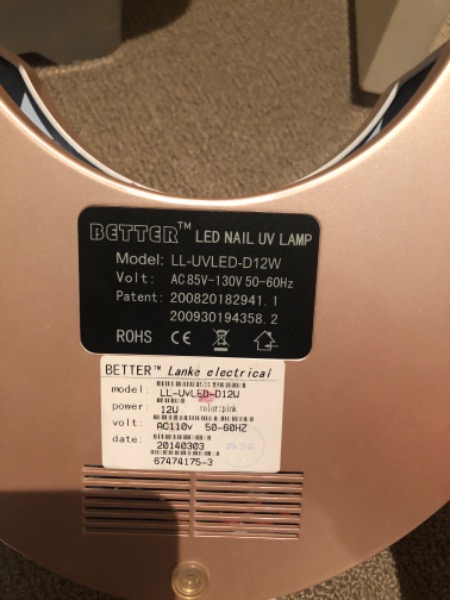 BETTER™ LED NAIL UV LAMP
Model: LL-UVLED-D12W
Volt: AC85V-130V 50-60Hz
Patent: 200820182941.1
200930194358.2
ROHS CE
BETTER™ Lanke electrical
model: LL-UvLED-D12W
power: 12W color:pink
volt: AC110v 50-60HZ
date: 20140303
67474175-3